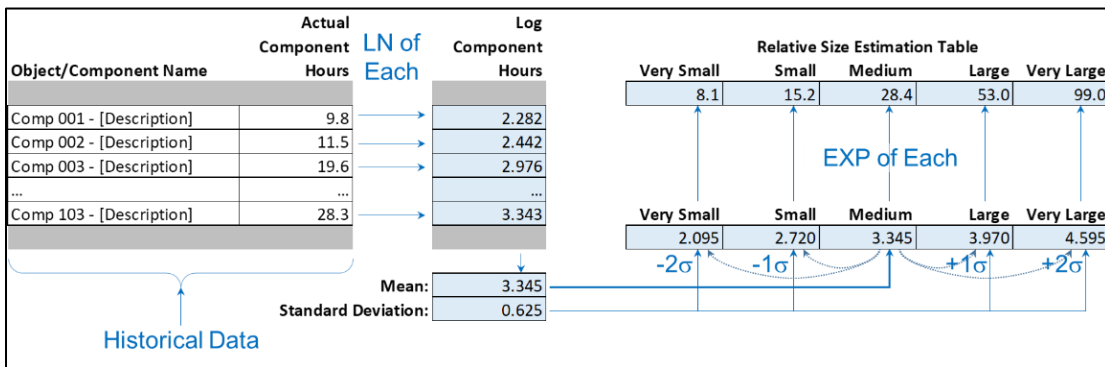 Actual Log
Component LN of Component Relative Size Estimation Table
Object/Component Name Hours Each Hours Very Small Small Medium Large Very Large
8.1 15.2 28.4 53.0 99.0
Comp 001 - [Description] 9.8 2.282
Comp 002 - [Description] 11.5 2.442
Comp 003 - [Description] 19.6 2.976 EXP of Each
... ... ...
Comp 103 - [Description] 28.3 3.343 Very Small Small Medium Large Very Large
2.095 2.720 3.345 3.970 4.595
-2σ -1σ +1σ +2σ
Mean: 3.345
Standard Deviation: 0.625
Historical Data